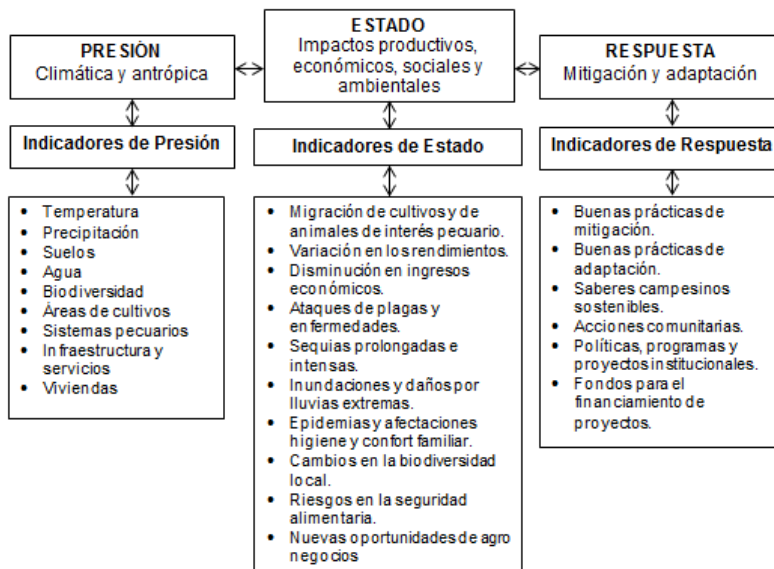 PRESIÓN
Climática y antrópica
ESTADO
Impactos productivos,
económicos, sociales y
ambientales
RESPUESTA
Mitigación y adaptación
Indicadores de Presión
Indicadores de Estado
Indicadores de Respuesta
• Temperatura
• Precipitación
• Suelos
• Agua
• Biodiversidad
• Áreas de cultivos
• Sistemas pecuarios
• Infraestructura y
servicios
• Viviendas
• Migración de cultivos y de
animales de interés pecuario.
• Variación en los rendimientos.
• Disminución en ingresos
económicos.
• Ataques de plagas y
enfermedades.
• Sequias prolongadas e
intensas.
• Inundaciones y daños por
lluvias extremas.
• Epidemias y afectaciones
higiene y confort familiar.
• Cambios en la biodiversidad
local.
• Riesgos en la seguridad
alimentaria.
• Nuevas oportunidades de agro
negocios
• Buenas prácticas de
mitigación.
• Buenas prácticas de
adaptación.
• Saberes campesinos
sostenibles.
• Acciones comunitarias.
• Políticas, programas y
proyectos institucionales.
• Fondos para el
financiamiento de
proyectos.